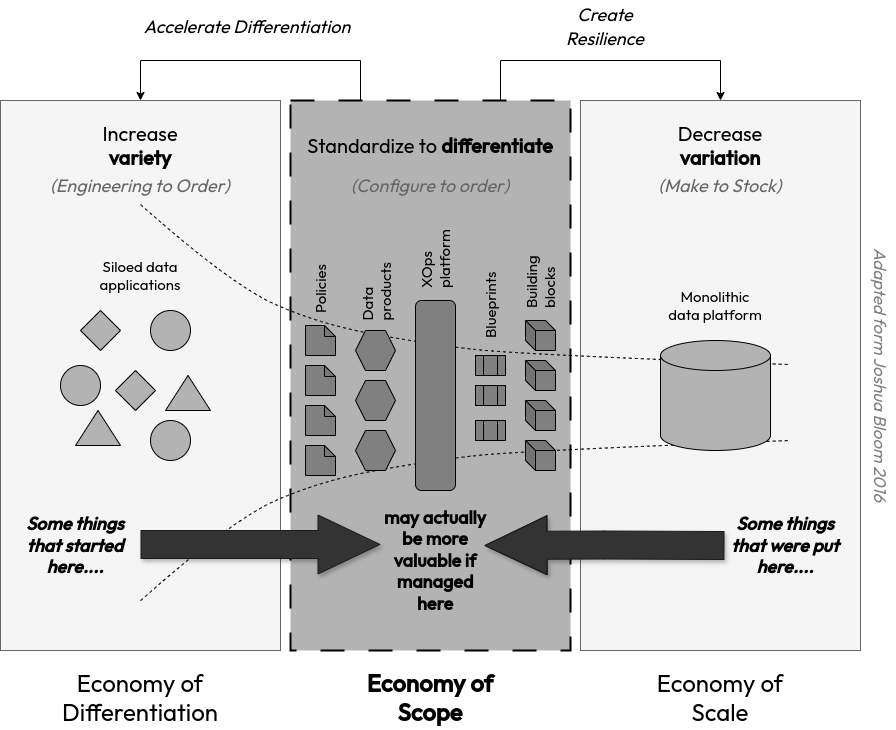 Accelerate Differentiation
Create
Resilience
Increase
variety
(Engineering to Order)
Siloed data
applications
Some things
that started
here....
Standardize to differentiate
(Configure to order)
Policies
Data
products
XOps
platform
Blueprints
Building
blocks
may actually
be more
valuable if
managed
here
Decrease
variation
(Make to Stock)
Monolithic
data platform
Some things
that were put
here....
Economy of
Differentiation
Economy of
Scope
Economy of
Scale
Adapted form Joshua Bloom 2016